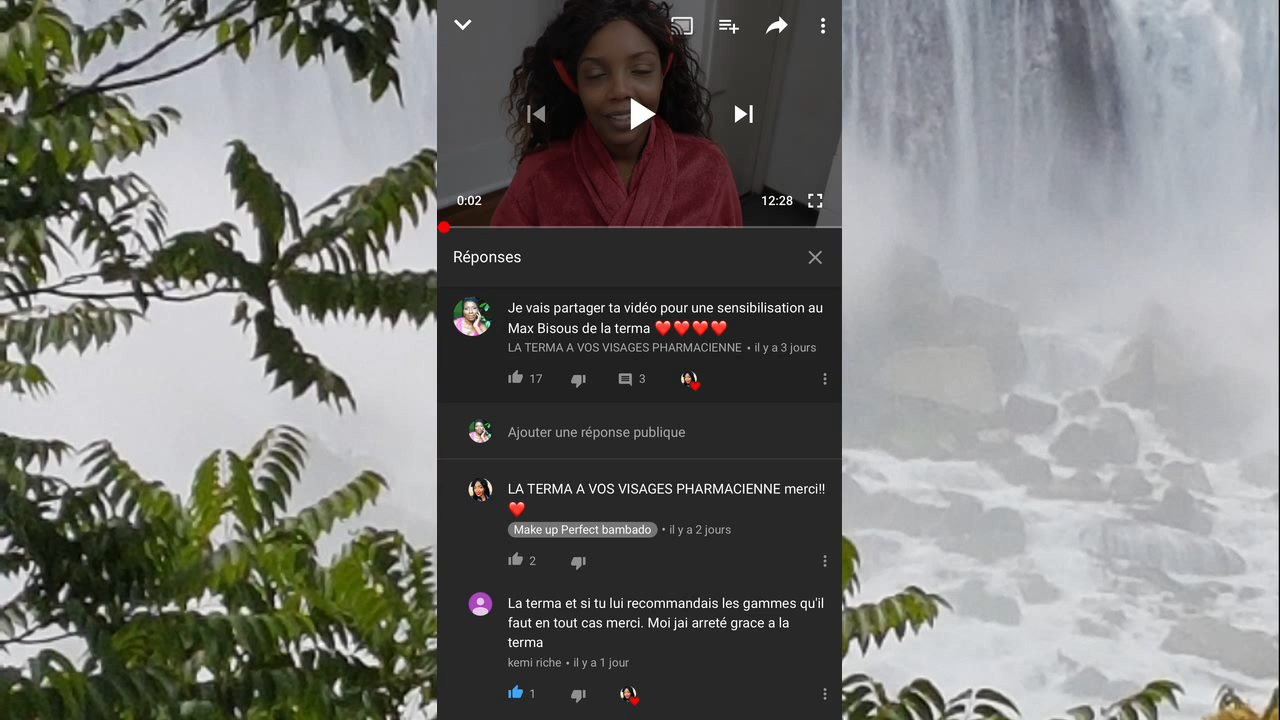 0:02
12:28
Réponses
Je vais partager ta vidéo pour une sensibilisation au
Max Bisous de la terma ❤️❤️❤️❤️
LA TERMA A VOS VISAGES PHARMACIENNE • il y a 3 jours
17
3
Ajouter une réponse publique
LA TERMA A VOS VISAGES PHARMACIENNE merci!!
❤️
Make up Perfect bambado • il y a 2 jours
2
La terma et si tu lui recommandais les gammes qu'il
faut en tout cas merci. Moi jai arreté grace a la
terma
kemi riche • il y a 1 jour
1